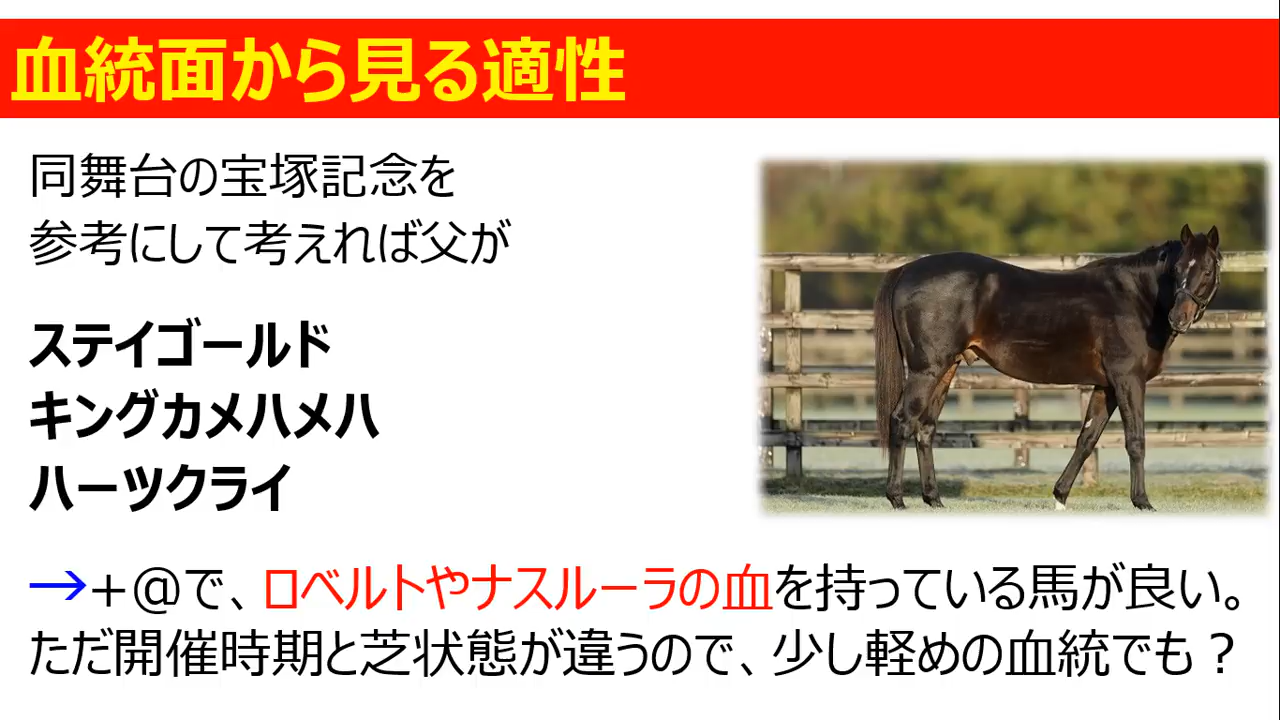 血統面から見る適性
同舞台の宝塚記念を
参考にして考えれば父が
ステイゴールド
キングカメハメハ
ハーツクライ
→+@で、ロベルトやナスルーラの血を持っている馬が良い。
ただ開催時期と芝状態が違うので、少し軽めの血統でも？